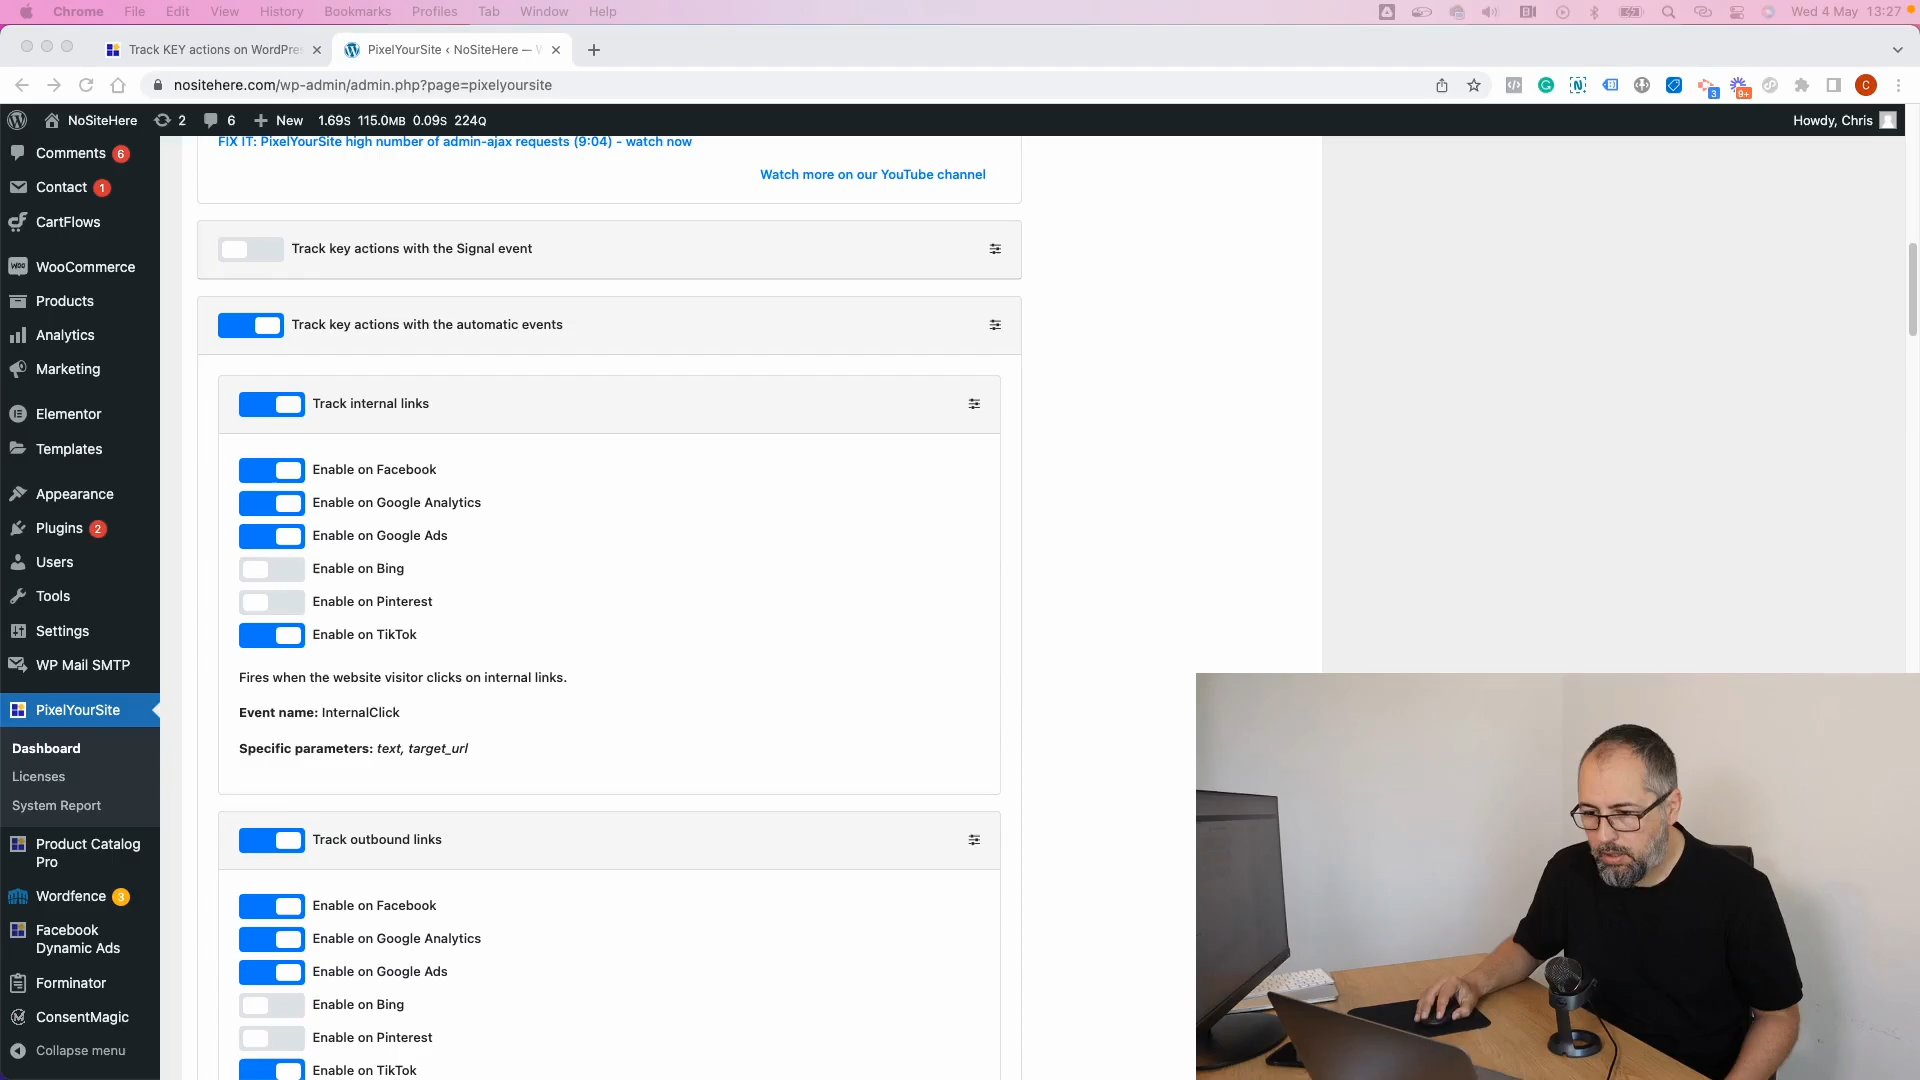 Chrome File Edit View History Bookmarks Profiles Tab Window Help Wed 4 May 13:27
Track KEY actions on WordPres
PixelYourSite ‹ NoSiteHere — W
nositehere.com/wp-admin/admin.php?page=pixelyoursite
3
9+
C
NoSiteHere 2 6 New 1.69S 115.0MB 0.09S 224Q Howdy, Chris
Comments 6
Contact 1
CartFlows
WooCommerce
Products
Analytics
Marketing
Elementor
Templates
Appearance
Plugins 2
Users
Tools
Settings
WP Mail SMTP
PixelYourSite
Dashboard
Licenses
System Report
Product Catalog
Pro
Wordfence 3
Facebook
Dynamic Ads
Forminator
ConsentMagic
Collapse menu
FIX IT: PixelYourSite high number of admin-ajax requests (9:04) - watch now
Watch more on our YouTube channel
Track key actions with the Signal event
Track key actions with the automatic events
Track internal links
Enable on Facebook
Enable on Google Analytics
Enable on Google Ads
Enable on Bing
Enable on Pinterest
Enable on TikTok
Fires when the website visitor clicks on internal links.
Event name: InternalClick
Specific parameters: text, target_url
Track outbound links
Enable on Facebook
Enable on Google Analytics
Enable on Google Ads
Enable on Bing
Enable on Pinterest
Enable on TikTok